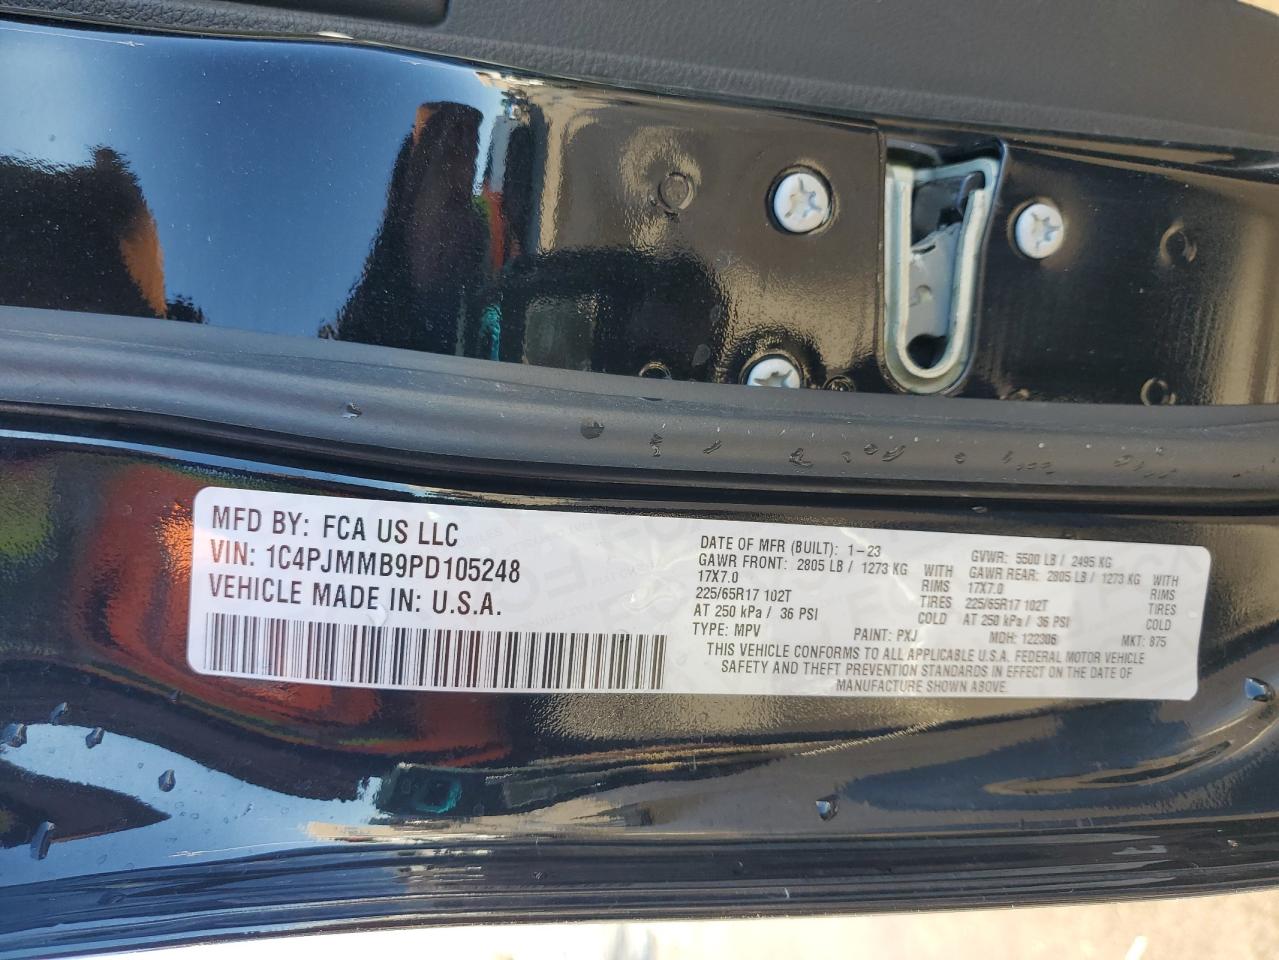 MFD BY: FCA US LLC
VIN: 1C4PJMMB9PD105248
VEHICLE MADE IN: U.S.A.
DATE OF MFR (BUILT): 1-23 GVWR: 5500 LB / 2495 KG
GAWR FRONT: 2805 LB / 1273 KG WITH GAWR REAR: 2805 LB / 1273 KG WITH
17X7.0 RIMS 17X7.0 RIMS
225/65R17 102T TIRES 225/65R17 102T TIRES
AT 250 kPa / 36 PSI COLD AT 250 kPa / 36 PSI COLD
TYPE: MPV PAINT: PXJ MDH: 122306 MKT: 875
THIS VEHICLE CONFORMS TO ALL APPLICABLE U.S.A. FEDERAL MOTOR VEHICLE
SAFETY AND THEFT PREVENTION STANDARDS IN EFFECT ON THE DATE OF
MANUFACTURE SHOWN ABOVE.